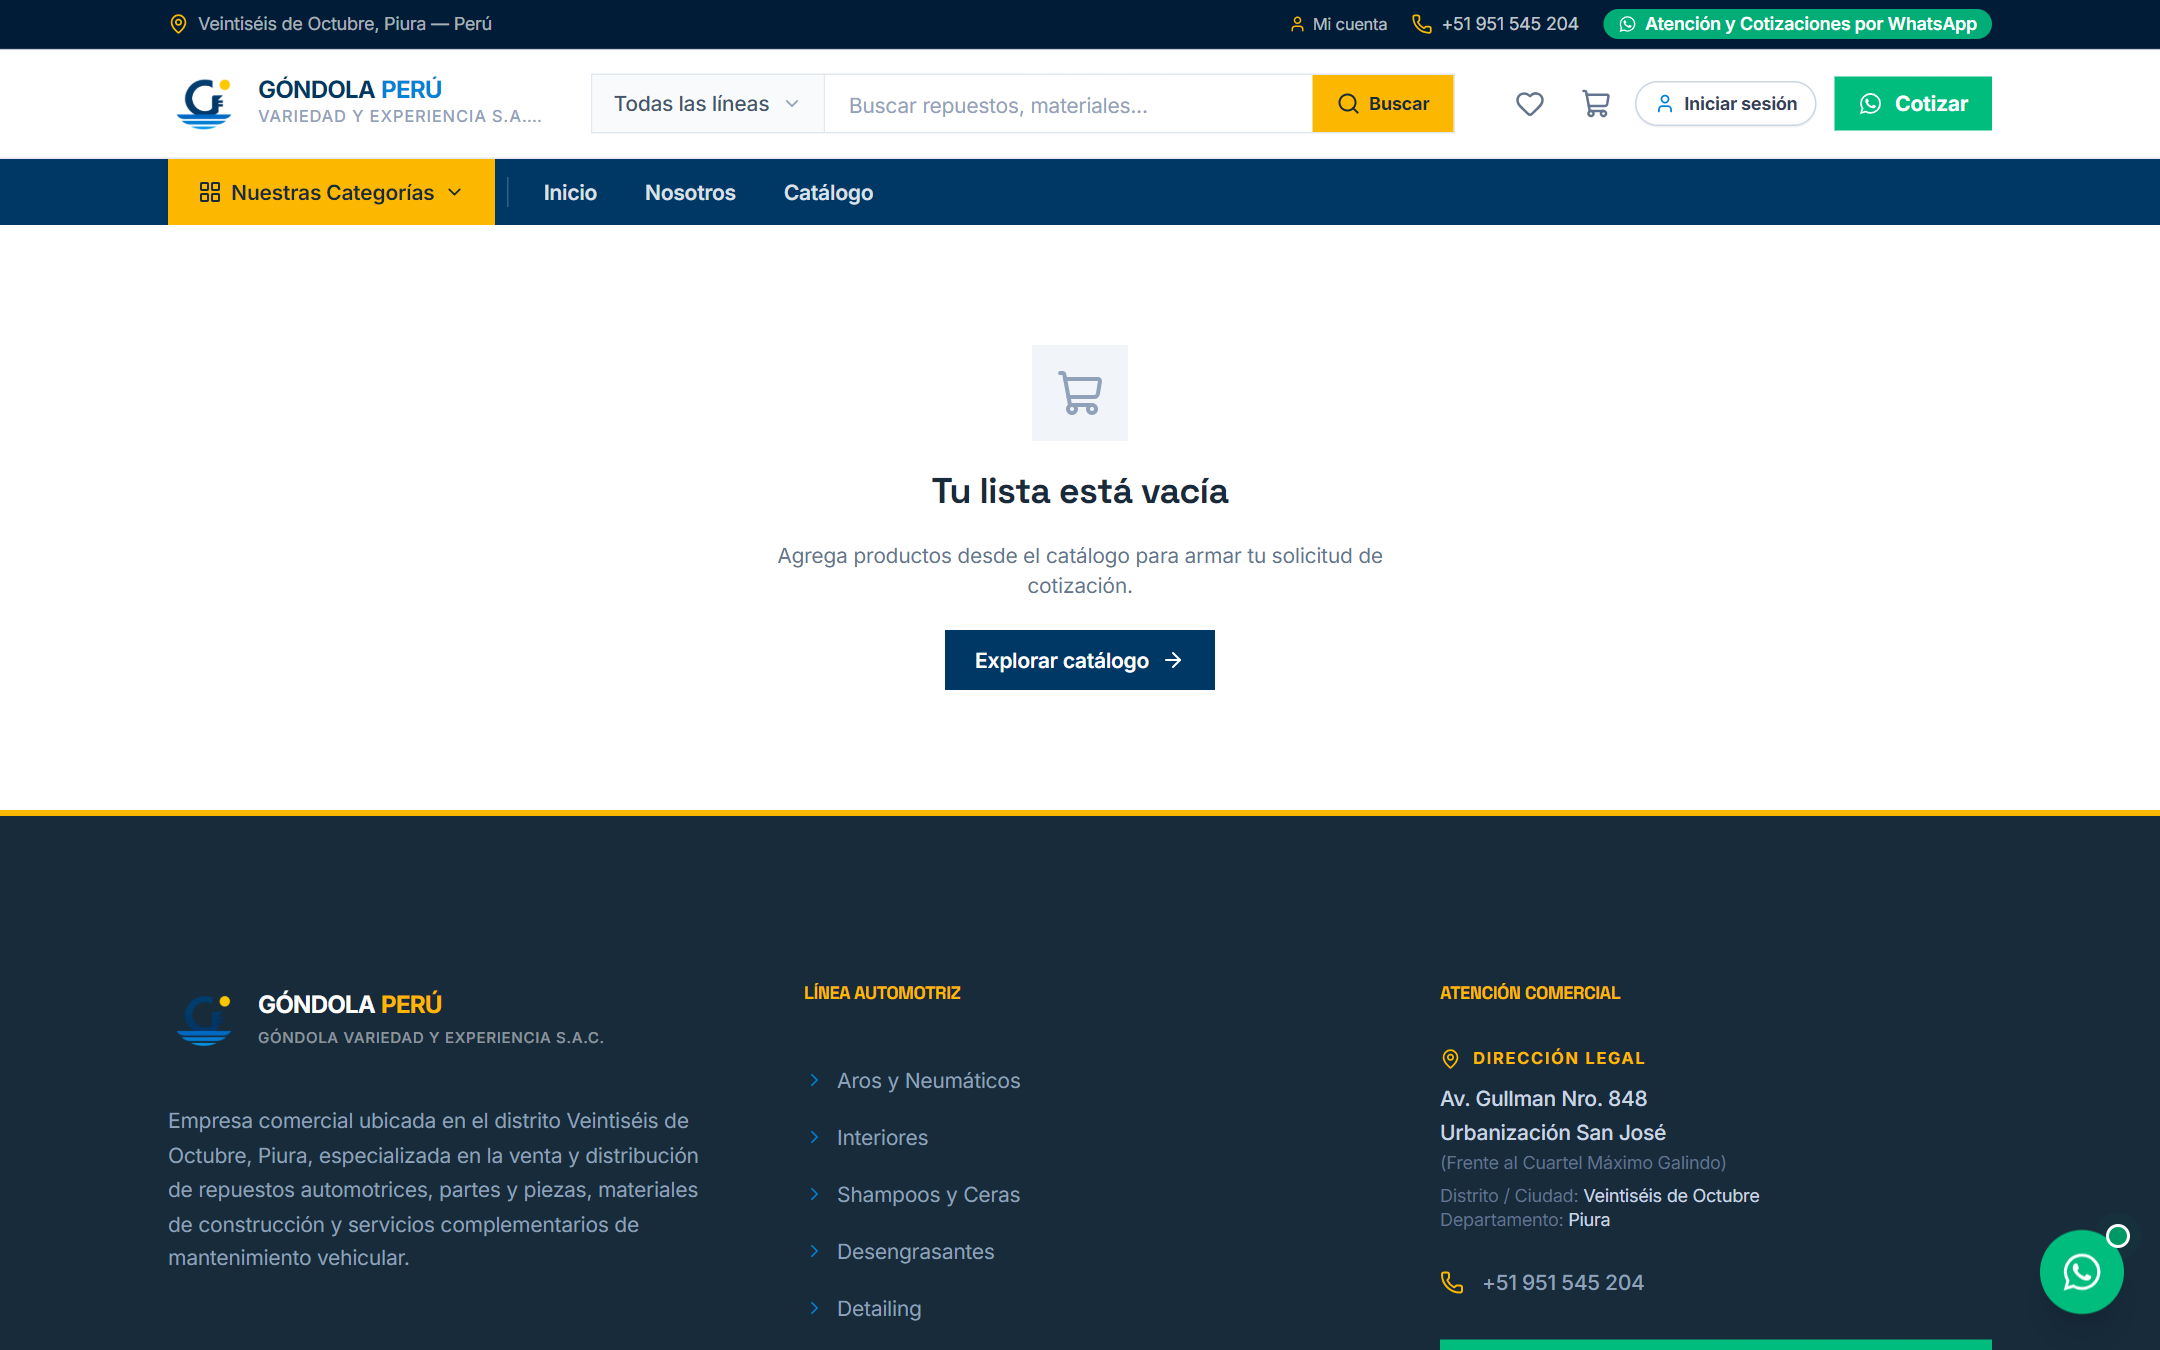 Veintiséis de Octubre, Piura — Perú
Mi cuenta
+51 951 545 204
Atención y Cotizaciones por WhatsApp
GÓNDOLA PERÚ
VARIEDAD Y EXPERIENCIA S.A....
Todas las líneas
Buscar repuestos, materiales...
Buscar
Iniciar sesión
Cotizar
Nuestras Categorías
Inicio
Nosotros
Catálogo
Tu lista está vacía
Agrega productos desde el catálogo para armar tu solicitud de
cotización.
Explorar catálogo
GÓNDOLA PERÚ
GÓNDOLA VARIEDAD Y EXPERIENCIA S.A.C.
Empresa comercial ubicada en el distrito Veintiséis de
Octubre, Piura, especializada en la venta y distribución
de repuestos automotrices, partes y piezas, materiales
de construcción y servicios complementarios de
mantenimiento vehicular.
LÍNEA AUTOMOTRIZ
Aros y Neumáticos
Interiores
Shampoos y Ceras
Desengrasantes
Detailing
ATENCIÓN COMERCIAL
DIRECCIÓN LEGAL
Av. Gullman Nro. 848
Urbanización San José
(Frente al Cuartel Máximo Galindo)
Distrito / Ciudad: Veintiséis de Octubre
Departamento: Piura
+51 951 545 204